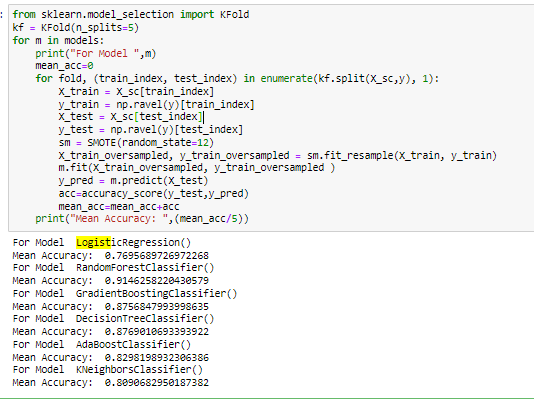 : from sklearn.model_selection import KFold
kf = KFold(n_splits=5)
for m in models:
    print("For Model ",m)
    mean_acc=0
    for fold, (train_index, test_index) in enumerate(kf.split(X_sc,y), 1):
        X_train = X_sc[train_index]
        y_train = np.ravel(y)[train_index]
        X_test = X_sc[test_index]
        y_test = np.ravel(y)[test_index]
        sm = SMOTE(random_state=12)
        X_train_oversampled, y_train_oversampled = sm.fit_resample(X_train, y_train)
        m.fit(X_train_oversampled, y_train_oversampled )
        y_pred = m.predict(X_test)
        acc=accuracy_score(y_test,y_pred)
        mean_acc=mean_acc+acc
    print("Mean Accuracy: ",(mean_acc/5))
For Model  LogisticRegression()
Mean Accuracy:  0.7695689726972268
For Model  RandomForestClassifier()
Mean Accuracy:  0.9146258220430579
For Model  GradientBoostingClassifier()
Mean Accuracy:  0.8756847993998635
For Model  DecisionTreeClassifier()
Mean Accuracy:  0.8769010693393922
For Model  AdaBoostClassifier()
Mean Accuracy:  0.8298198932306386
For Model  KNeighborsClassifier()
Mean Accuracy:  0.8090682950187382